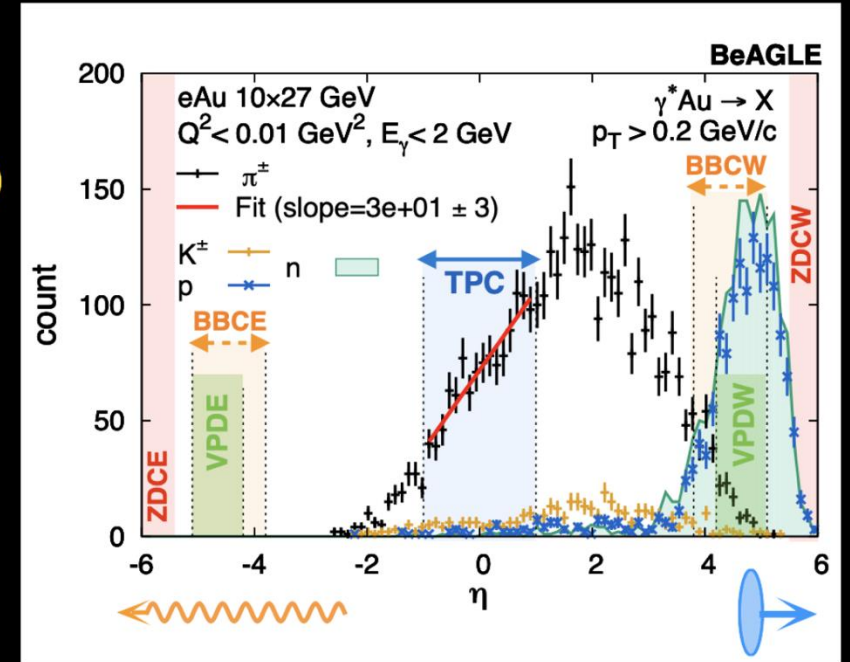 BeAGLE
200
eAu 10×27 GeV
γ*Au → X
Q²< 0.01 GeV², Eγ< 2 GeV
pT > 0.2 GeV/c
π±
BBCW
150
Fit (slope=3e+01 ± 3)
K±
n
p
TPC
ZDCW
count
100
BBCE
50
VPDE
VPDW
ZDCE
0
-6 -4 -2 0 2 4 6
η